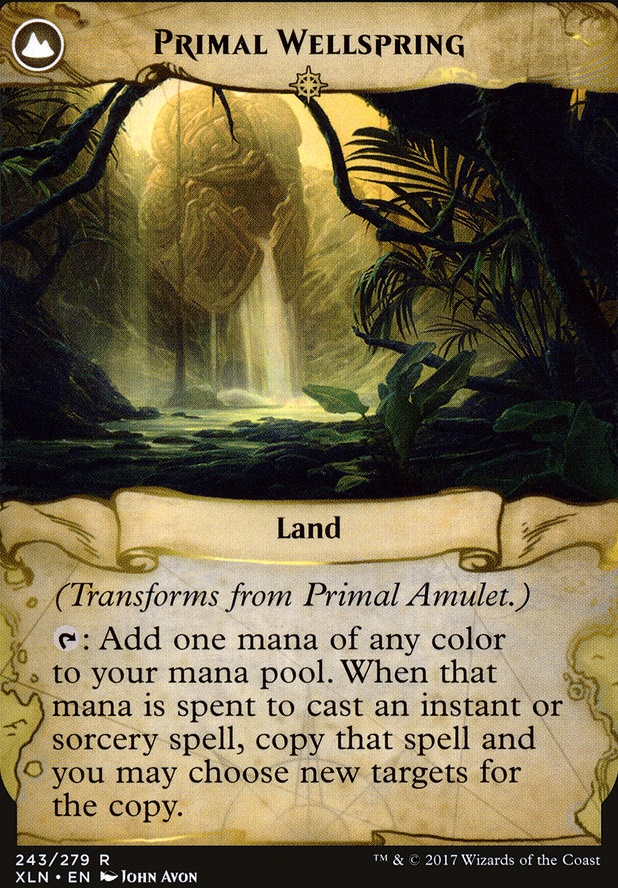 Primal Wellspring
Land
(Transforms from Primal Amulet.)
: Add one mana of any color
to your mana pool. When that
mana is spent to cast an instant or
sorcery spell, copy that spell and
you may choose new targets for
the copy.
243/279 R
XLN • EN John Avon
™ & © 2017 Wizards of the Coast